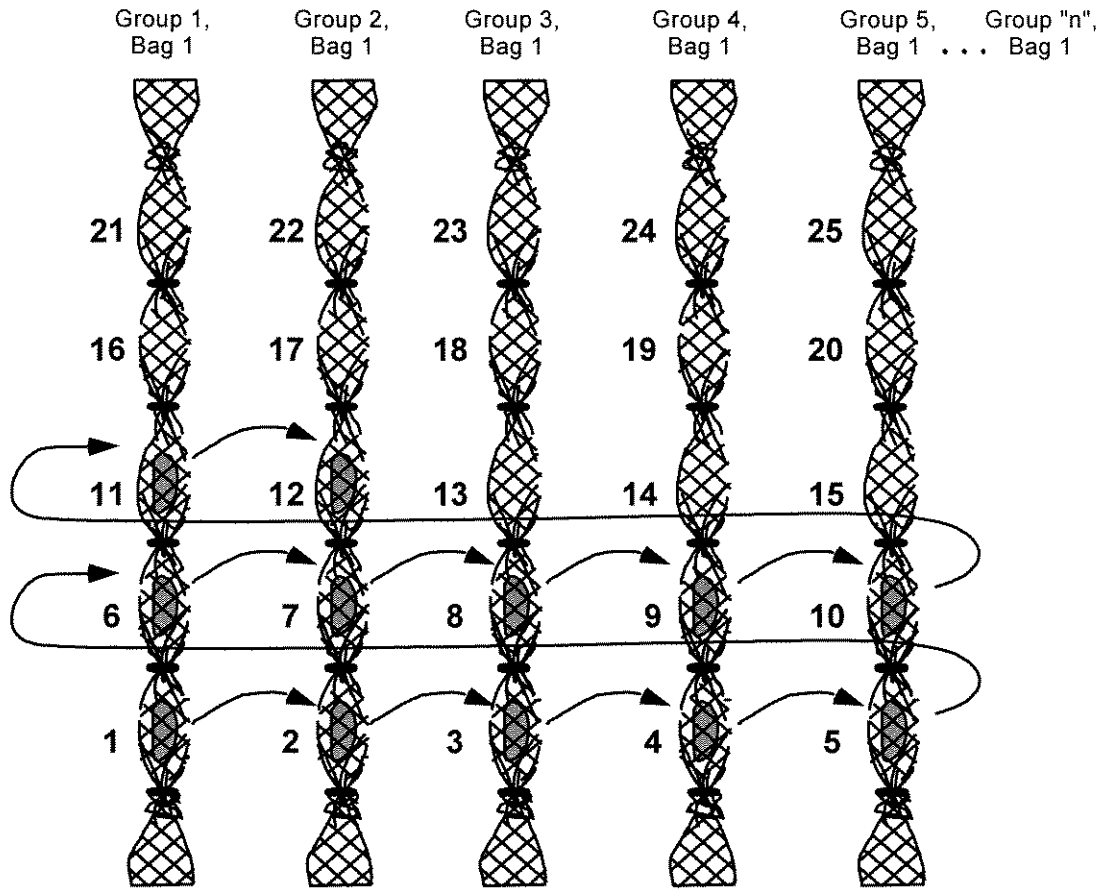 Group 1, Group 2, Group 3, Group 4, Group 5, Group "n",
Bag 1 Bag 1 Bag 1 Bag 1 Bag 1 . . . Bag 1
21 22 23 24 25
16 17 18 19 20
11 12 13 14 15
6 7 8 9 10
1 2 3 4 5